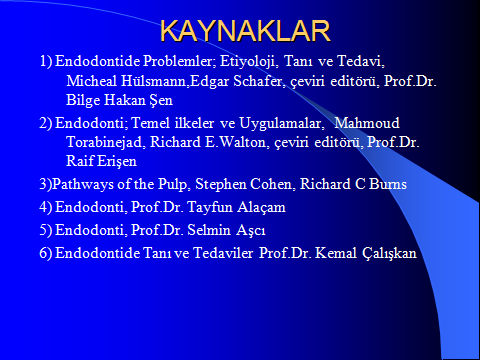 KAYNAKLAR
1) Endodontide Problemler; Etiyoloji, Tanı ve Tedavi,
Micheal Hülsmann,Edgar Schafer, çeviri editörü, Prof.Dr.
Bilge Hakan Şen
2) Endodonti; Temel ilkeler ve Uygulamalar, Mahmoud
Torabinejad, Richard E.Walton, çeviri editörü, Prof.Dr.
Raif Erişen
3)Pathways of the Pulp, Stephen Cohen, Richard C Burns
4) Endodonti, Prof.Dr. Tayfun Alaçam
5) Endodonti, Prof.Dr. Selmin Aşcı
6) Endodontide Tanı ve Tedaviler Prof.Dr. Kemal Çalışkan